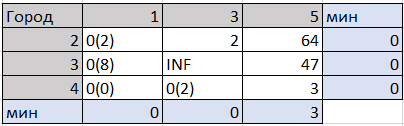 Город 1 3 5 мин
2 0(2) 2 64 0
3 0(8) INF 47 0
4 0(0) 0(2) 3 0
мин 0 0 3